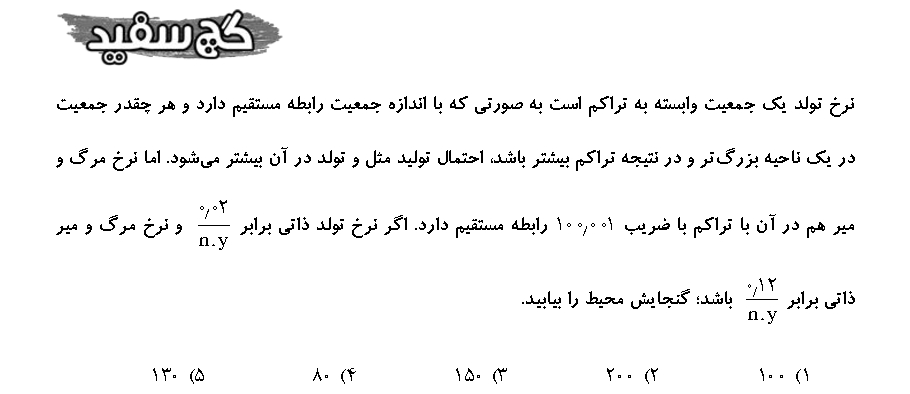 گچ سفید
نرخ تولد یک جمعیت وابسته به تراکم است به صورتی که با اندازه جمعیت رابطه مستقیم دارد و هر چقدر جمعیت
در یک ناحیه بزرگ‌تر و در نتیجه تراکم بیشتر باشد، احتمال تولید مثل و تولد در آن بیشتر می‌شود. اما نرخ مرگ و
میر هم در آن با تراکم با ضریب ۱۰۰٫۰۰۱ رابطه مستقیم دارد. اگر نرخ تولد ذاتی برابر ۰٫۰۲/n.y و نرخ مرگ و میر
ذاتی برابر ۰٫۱۲/n.y باشد؛ گنجایش محیط را بیابید.
۱) ۱۰۰ ۲) ۲۰۰ ۳) ۱۵۰ ۴) ۸۰ ۵) ۱۳۰